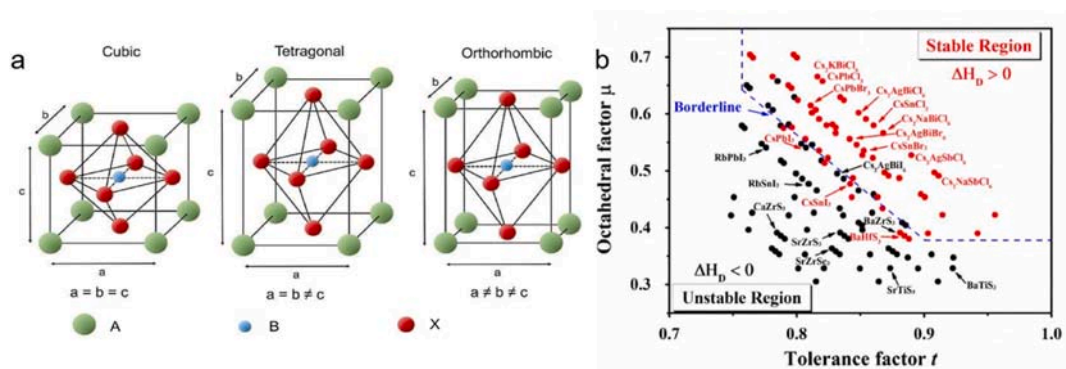 a
Cubic
Tetragonal
Orthorhombic
b
b
b
c
c
c
a
a
a
a = b = c
a = b ≠ c
a ≠ b ≠ c
A
B
X
b
Octahedral factor μ
0.7
0.6
0.5
0.4
0.3
Stable Region
ΔH_D > 0
Borderline
Cs₂KBiCl₆
CsPbCl₃
CsPbBr₃
Cs₂AgBiCl₆
CsSnCl₃
Cs₂NaBiCl₆
CsPbI₃
Cs₂AgBiBr₆
CsSnBr₃
RbPbI₃
Cs₂AgSbCl₆
Cs₂AgBiI₆
RbSnI₃
CsSnI₃
Cs₂NaSbCl₆
CaZrS₃
BaZrS₃
SrZrS₃
BaHfS₃
SrZrSe₃
ΔH_D < 0
SrTiS₃
BaTiS₃
Unstable Region
0.7
0.8
0.9
1.0
Tolerance factor t